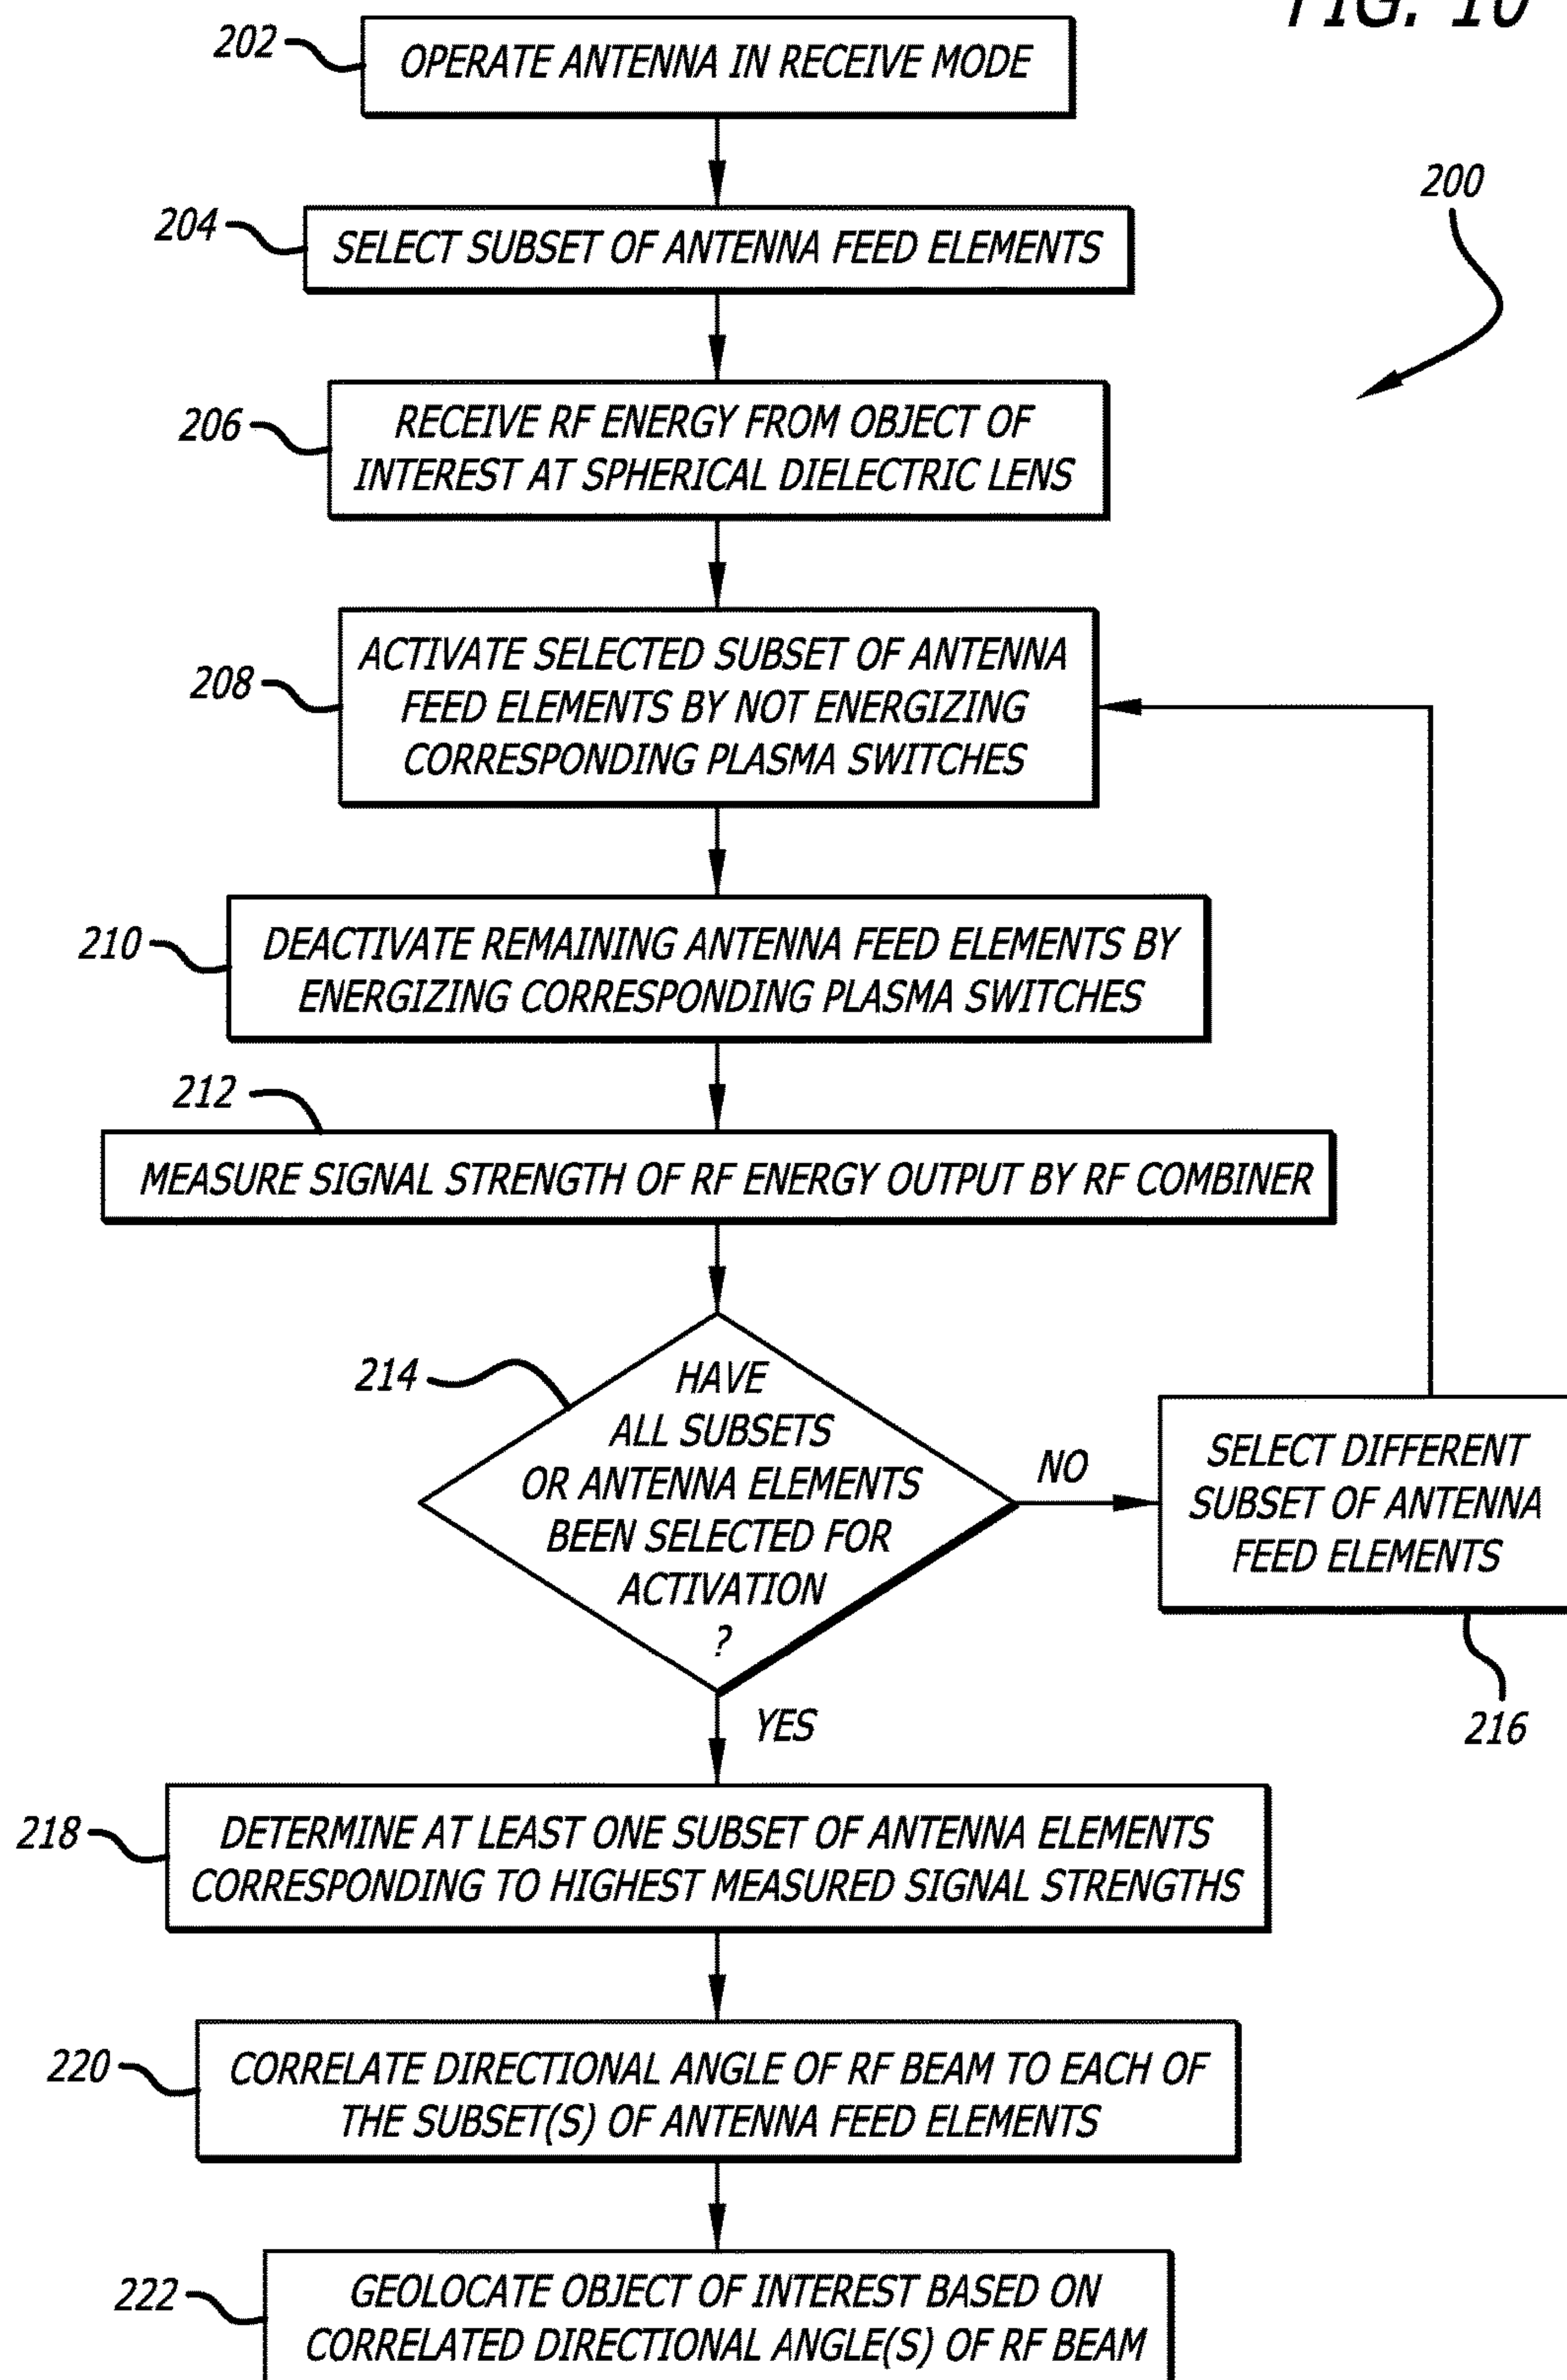 FIG. 10
202
OPERATE ANTENNA IN RECEIVE MODE
200
204
SELECT SUBSET OF ANTENNA FEED ELEMENTS
206
RECEIVE RF ENERGY FROM OBJECT OF
INTEREST AT SPHERICAL DIELECTRIC LENS
208
ACTIVATE SELECTED SUBSET OF ANTENNA
FEED ELEMENTS BY NOT ENERGIZING
CORRESPONDING PLASMA SWITCHES
210
DEACTIVATE REMAINING ANTENNA FEED ELEMENTS BY
ENERGIZING CORRESPONDING PLASMA SWITCHES
212
MEASURE SIGNAL STRENGTH OF RF ENERGY OUTPUT BY RF COMBINER
214
HAVE
ALL SUBSETS
OR ANTENNA ELEMENTS
BEEN SELECTED FOR
ACTIVATION
?
NO
SELECT DIFFERENT
SUBSET OF ANTENNA
FEED ELEMENTS
216
YES
218
DETERMINE AT LEAST ONE SUBSET OF ANTENNA ELEMENTS
CORRESPONDING TO HIGHEST MEASURED SIGNAL STRENGTHS
220
CORRELATE DIRECTIONAL ANGLE OF RF BEAM TO EACH OF
THE SUBSET(S) OF ANTENNA FEED ELEMENTS
222
GEOLOCATE OBJECT OF INTEREST BASED ON
CORRELATED DIRECTIONAL ANGLE(S) OF RF BEAM